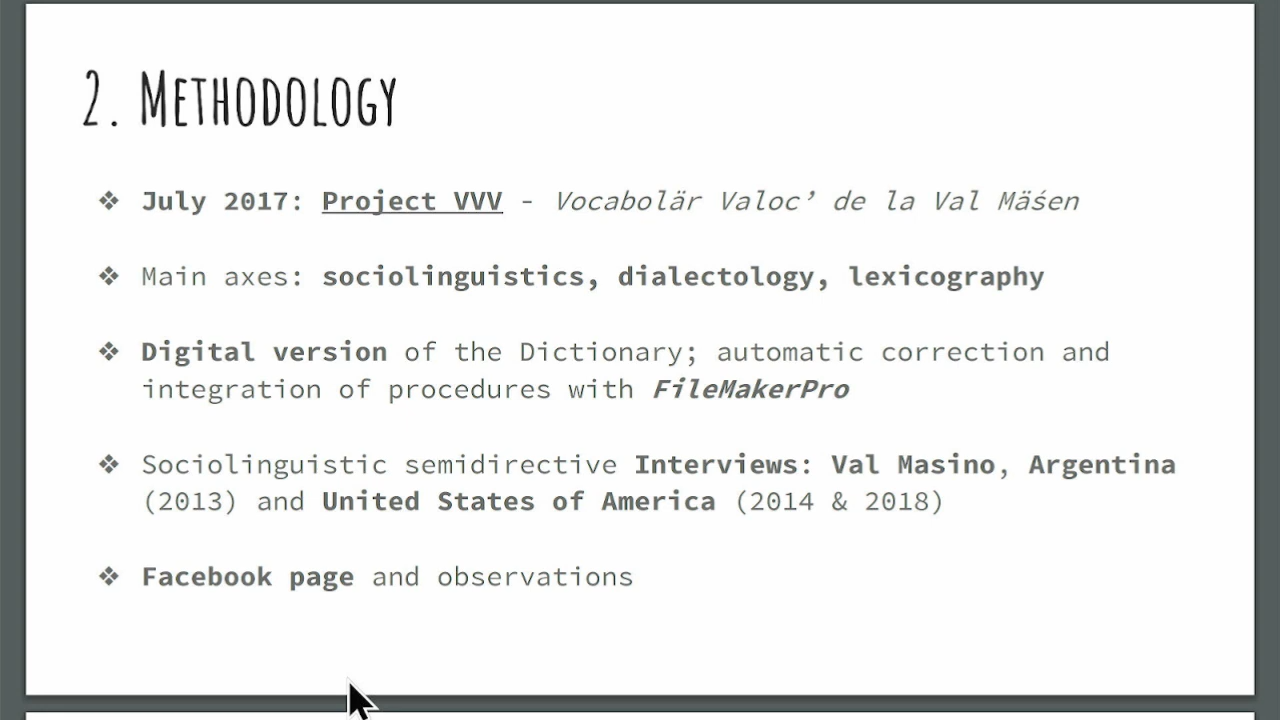 2. Methodology
❖ July 2017: Project VVV - Vocabolär Valoc’ de la Val Mäśen
❖ Main axes: sociolinguistics, dialectology, lexicography
❖ Digital version of the Dictionary; automatic correction and
integration of procedures with FileMakerPro
❖ Sociolinguistic semidirective Interviews: Val Masino, Argentina
(2013) and United States of America (2014 & 2018)
❖ Facebook page and observations